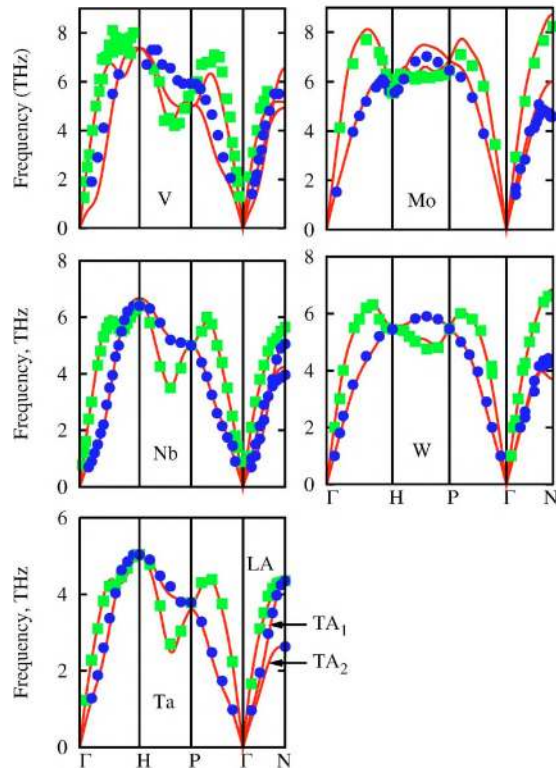 8
6
4
2
0
Frequency (THz)
V
8
6
4
2
0
Mo
8
6
4
2
0
Frequency, THz
Nb
8
6
4
2
0
W
Γ H P Γ N
6
4
2
0
Frequency, THz
Ta
LA
TA1
TA2
Γ H P Γ N